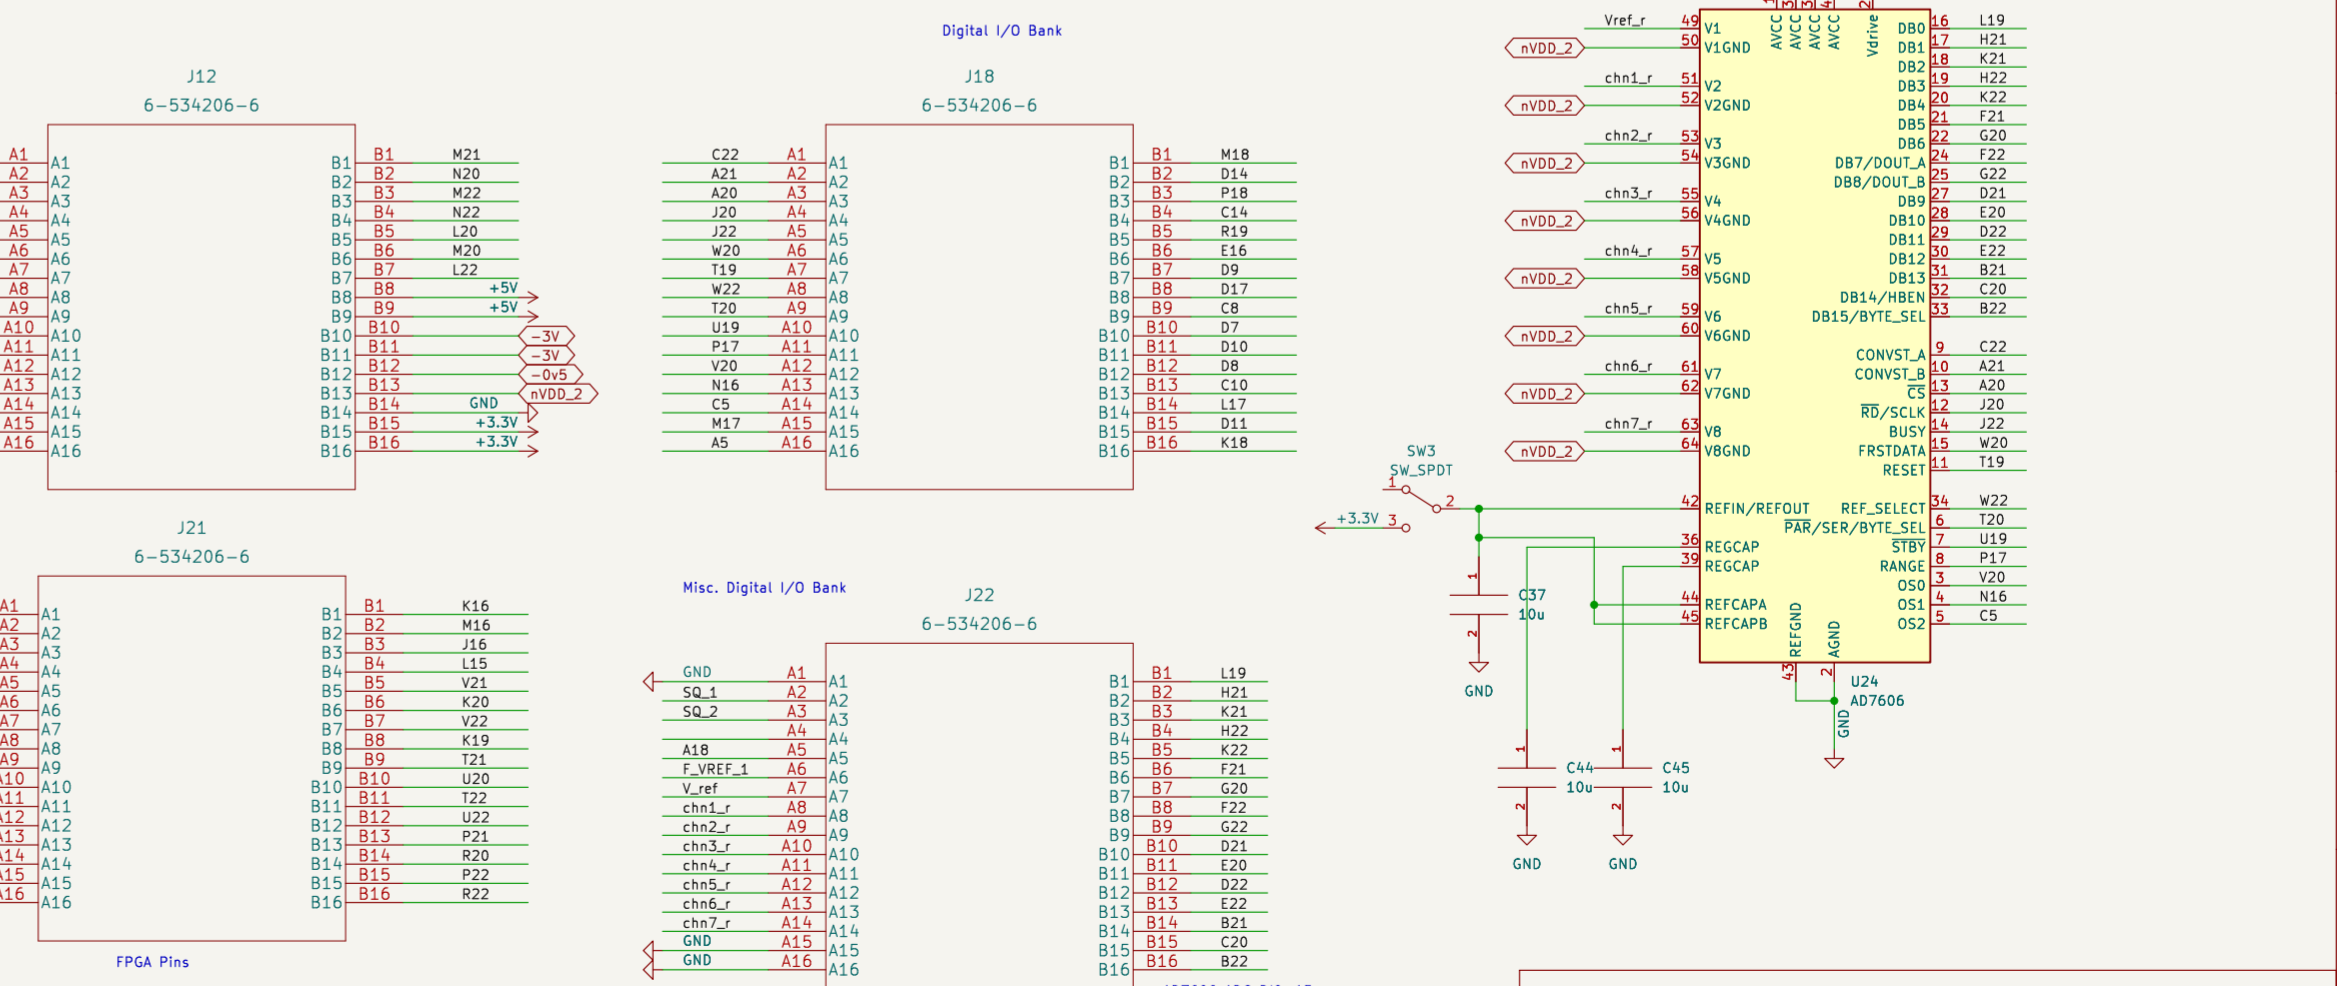 Digital I/O Bank
J12
6-534206-6
A1 A1 B1 B1 M21
A2 A2 B2 B2 N20
A3 A3 B3 B3 M22
A4 A4 B4 B4 N22
A5 A5 B5 B5 L20
A6 A6 B6 B6 M20
A7 A7 B7 B7 L22
A8 A8 B8 B8 +5V
A9 A9 B9 B9 +5V
A10 A10 B10 B10 -3V
A11 A11 B11 B11 -3V
A12 A12 B12 B12 -0v5
A13 A13 B13 B13 nVDD_2
A14 A14 B14 B14 GND
A15 A15 B15 B15 +3.3V
A16 A16 B16 B16 +3.3V
J18
6-534206-6
C22 A1 A1 B1 B1 M18
A21 A2 A2 B2 B2 D14
A20 A3 A3 B3 B3 P18
J20 A4 A4 B4 B4 C14
J22 A5 A5 B5 B5 R19
W20 A6 A6 B6 B6 E16
T19 A7 A7 B7 B7 D9
W22 A8 A8 B8 B8 D17
T20 A9 A9 B9 B9 C8
U19 A10 A10 B10 B10 D7
P17 A11 A11 B11 B11 D10
V20 A12 A12 B12 B12 D8
N16 A13 A13 B13 B13 C10
C5 A14 A14 B14 B14 L17
M17 A15 A15 B15 B15 D11
A5 A16 A16 B16 B16 K18
J21
6-534206-6
A1 A1 B1 B1 K16
A2 A2 B2 B2 M16
A3 A3 B3 B3 J16
A4 A4 B4 B4 L15
A5 A5 B5 B5 V21
A6 A6 B6 B6 K20
A7 A7 B7 B7 V22
A8 A8 B8 B8 K19
A9 A9 B9 B9 T21
A10 A10 B10 B10 U20
A11 A11 B11 B11 T22
A12 A12 B12 B12 U22
A13 A13 B13 B13 P21
A14 A14 B14 B14 R20
A15 A15 B15 B15 P22
A16 A16 B16 B16 R22
FPGA Pins
Misc. Digital I/O Bank
J22
6-534206-6
GND A1 A1 B1 B1 L19
SQ_1 A2 A2 B2 B2 H21
SQ_2 A3 A3 B3 B3 K21
A4 A4 B4 B4 H22
A18 A5 A5 B5 B5 K22
F_VREF_1 A6 A6 B6 B6 F21
V_ref A7 A7 B7 B7 G20
chn1_r A8 A8 B8 B8 F22
chn2_r A9 A9 B9 B9 G22
chn3_r A10 A10 B10 B10 D21
chn4_r A11 A11 B11 B11 E20
chn5_r A12 A12 B12 B12 D22
chn6_r A13 A13 B13 B13 E22
chn7_r A14 A14 B14 B14 B21
GND A15 A15 B15 B15 C20
GND A16 A16 B16 B16 B22
AVCC AVCC AVCC AVCC Vdrive
Vref_r 49 V1
nVDD_2 50 V1GND
chn1_r 51 V2
nVDD_2 52 V2GND
chn2_r 53 V3
nVDD_2 54 V3GND
chn3_r 55 V4
nVDD_2 56 V4GND
chn4_r 57 V5
nVDD_2 58 V5GND
chn5_r 59 V6
nVDD_2 60 V6GND
chn6_r 61 V7
nVDD_2 62 V7GND
chn7_r 63 V8
nVDD_2 64 V8GND
42 REFIN/REFOUT
36 REGCAP
39 REGCAP
44 REFCAPA
45 REFCAPB
DB0 16 L19
DB1 17 H21
DB2 18 K21
DB3 19 H22
DB4 20 K22
DB5 21 F21
DB6 22 G20
DB7/DOUT_A 24 F22
DB8/DOUT_B 25 G22
DB9 27 D21
DB10 28 E20
DB11 29 D22
DB12 30 E22
DB13 31 B21
DB14/HBEN 32 C20
DB15/BYTE_SEL 33 B22
CONVST_A 9 C22
CONVST_B 10 A21
CS 13 A20
RD/SCLK 12 J20
BUSY 14 J22
FRSTDATA 15 W20
RESET 11 T19
REF_SELECT 34 W22
PAR/SER/BYTE_SEL 6 T20
STBY 7 U19
RANGE 8 P17
OS0 3 V20
OS1 4 N16
OS2 5 C5
REFGND AGND
43 2
U24
AD7606
GND
SW3
SW_SPDT
1
2
+3.3V 3
1
C37
10u
2
GND
1
C44
10u
2
GND
1
C45
10u
2
GND